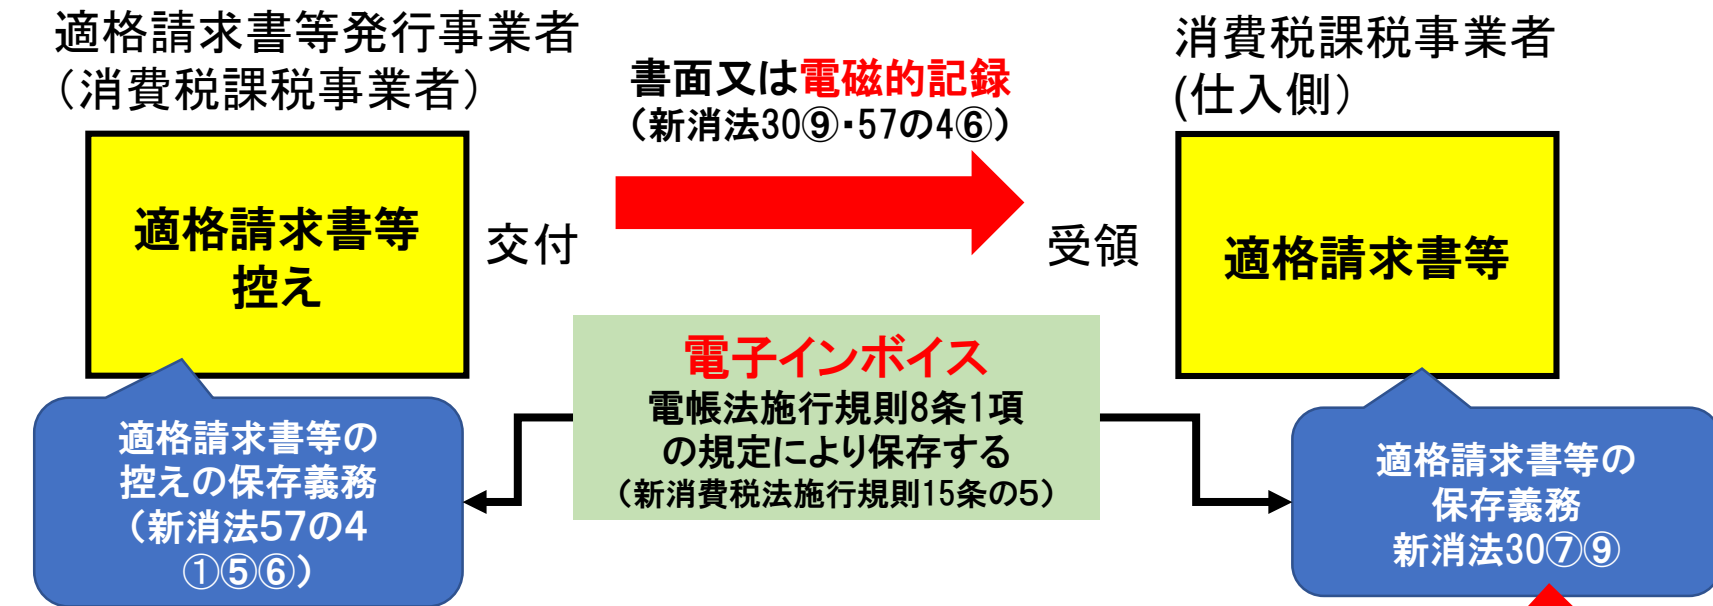 適格請求書等発行事業者
（消費税課税事業者）
書面又は電磁的記録
（新消法30⑨・57の4⑥）
消費税課税事業者
(仕入側）
適格請求書等
控え
交付
受領
適格請求書等
電子インボイス
電帳法施行規則8条1項
の規定により保存する
（新消費税法施行規則15条の5）
適格請求書等の
控えの保存義務
（新消法57の4
①⑤⑥）
適格請求書等の
保存義務
新消法30⑦⑨